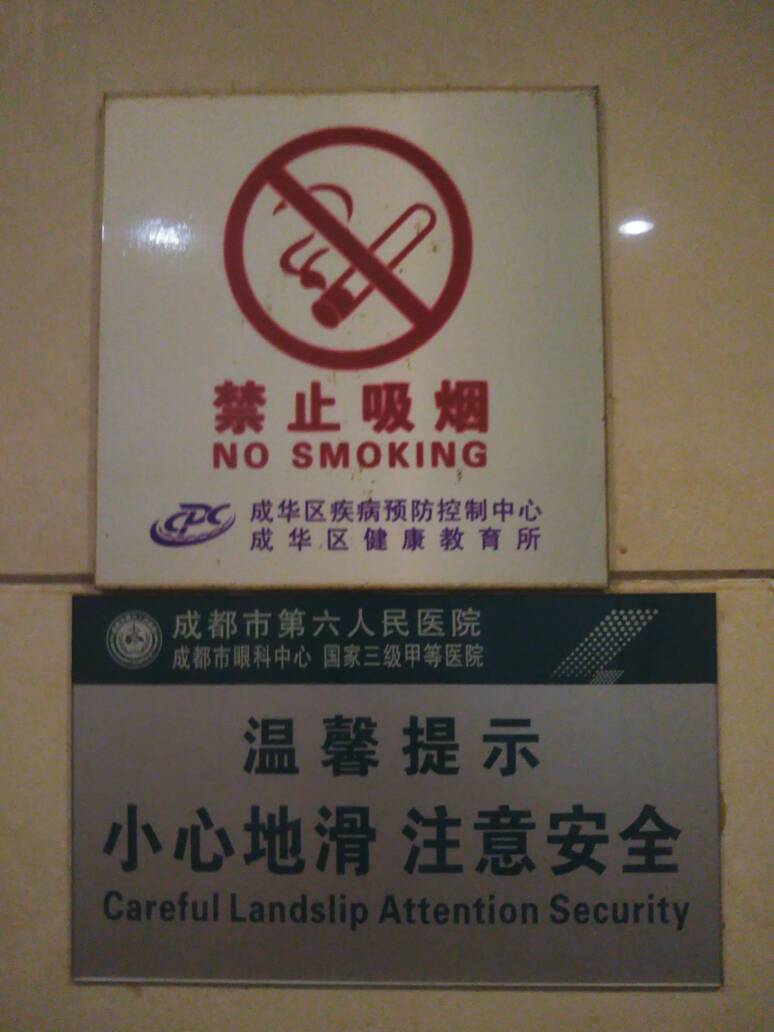 禁止吸烟
NO SMOKING
CDC 成华区疾病预防控制中心
成华区健康教育所
成都市第六人民医院
成都市眼科中心 国家三级甲等医院
温馨提示
小心地滑 注意安全
Careful Landslip Attention Security